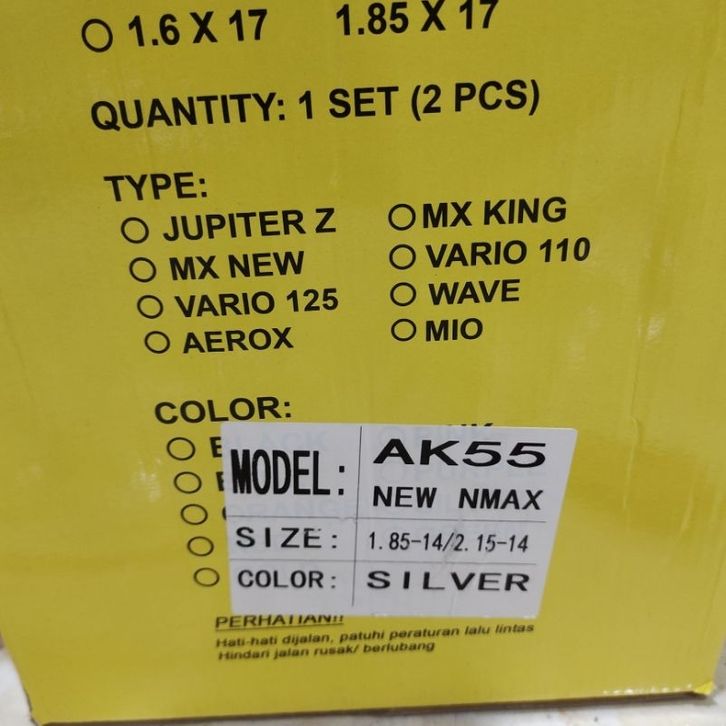 1.6 X 17 1.85 X 17
QUANTITY: 1 SET (2 PCS)
TYPE:
JUPITER Z MX KING
MX NEW VARIO 110
VARIO 125 WAVE
AEROX MIO
COLOR:
MODEL: AK55
NEW NMAX
SIZE: 1.85-14/2.15-14
COLOR: SILVER
PERHATIAN!!
Hati-hati dijalan, patuhi peraturan lalu lintas
Hindari jalan rusak/ berlubang